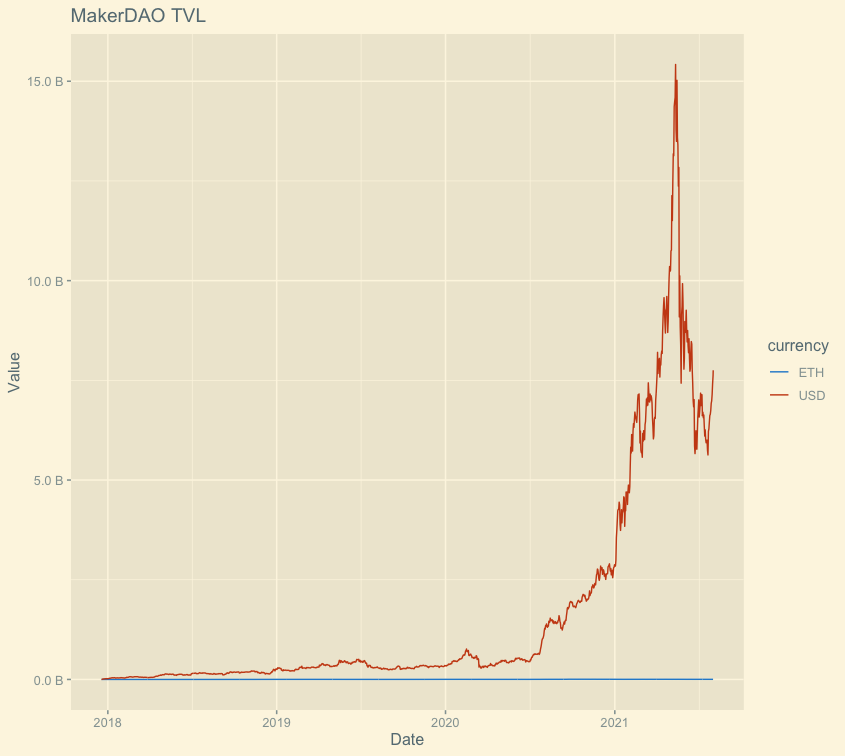 MakerDAO TVL
Value
15.0 B
10.0 B
5.0 B
0.0 B
2018 2019 2020 2021
Date
currency
ETH
USD